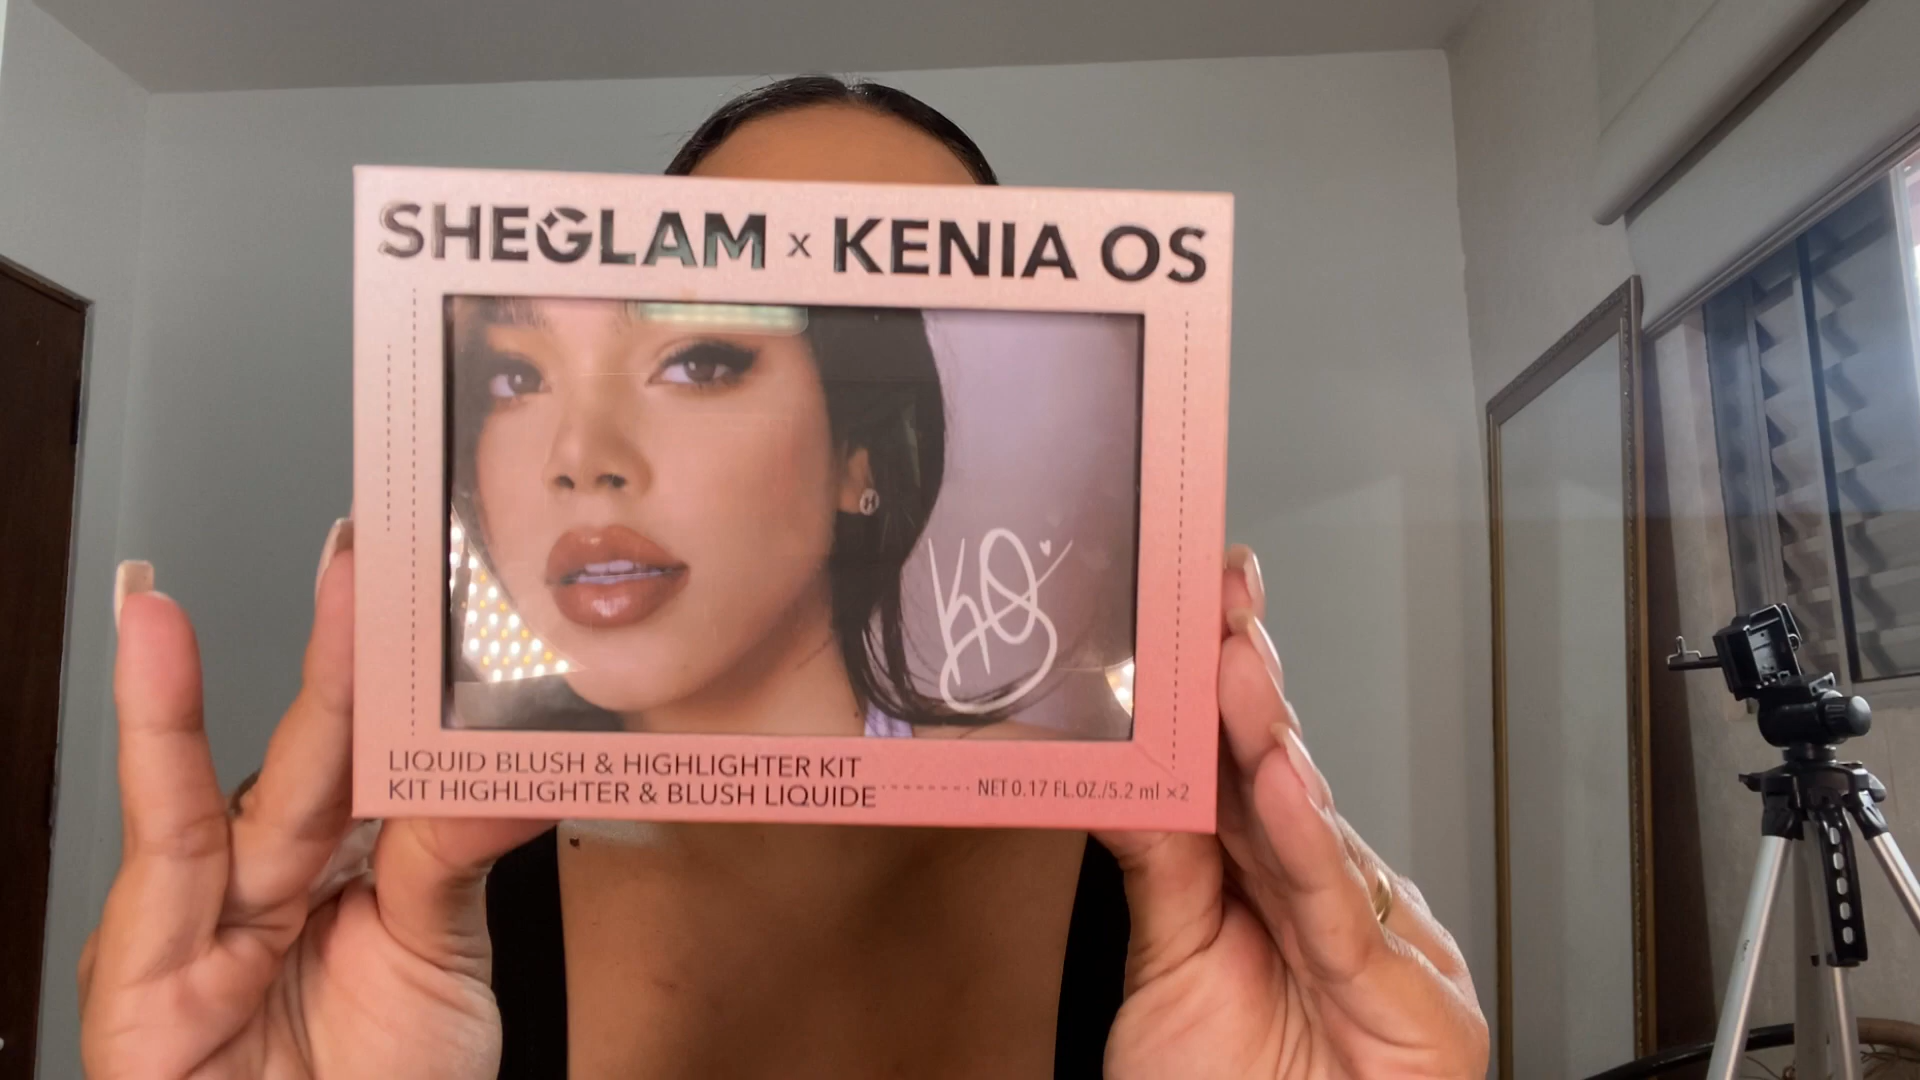 SHEGLAM x KENIA OS
KO
LIQUID BLUSH & HIGHLIGHTER KIT
KIT HIGHLIGHTER & BLUSH LIQUIDE
NET 0.17 FL.OZ./5.2 ml ×2